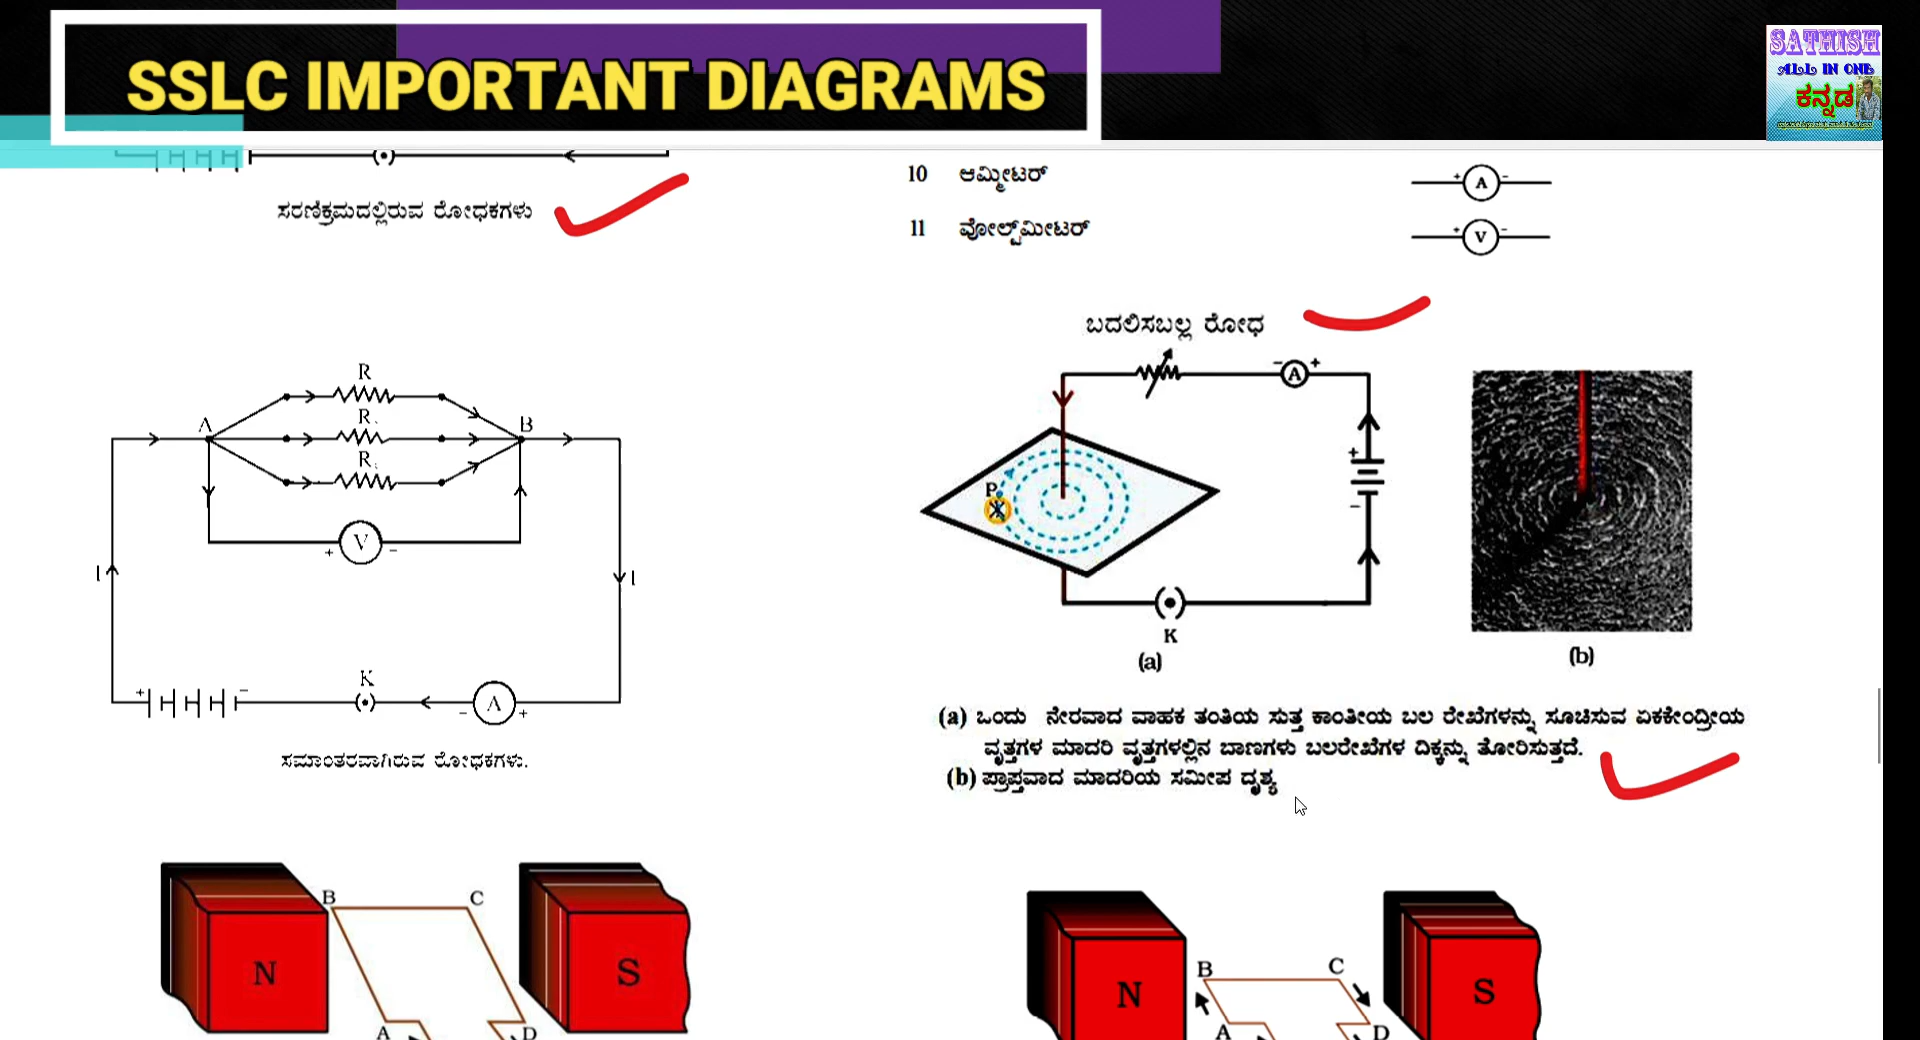 SSLC IMPORTANT DIAGRAMS
SATHISH
ALL IN ONE
ಕನ್ನಡ
ಸರಣಿಕ್ರಮದಲ್ಲಿರುವ ರೋಧಕಗಳು
10 ಆಮ್ಮೀಟರ್
+ A -
11 ವೋಲ್ಟ್‌ಮೀಟರ್
+ V -
R
R
R
A
B
+ V -
I
I
K
+ -
- A +
ಸಮಾಂತರವಾಗಿರುವ ರೋಧಕಗಳು.
ಬದಲಿಸಬಲ್ಲ ರೋಧ
- A +
P
+
-
K
(a)
(b)
(a) ಒಂದು ನೇರವಾದ ವಾಹಕ ತಂತಿಯ ಸುತ್ತ ಕಾಂತೀಯ ಬಲ ರೇಖೆಗಳನ್ನು ಸೂಚಿಸುವ ಏಕಕೇಂದ್ರೀಯ
ವೃತ್ತಗಳ ಮಾದರಿ ವೃತ್ತಗಳಲ್ಲಿನ ಬಾಣಗಳು ಬಲರೇಖೆಗಳ ದಿಕ್ಕನ್ನು ತೋರಿಸುತ್ತದೆ.
(b) ಪ್ರಾಪ್ತವಾದ ಮಾದರಿಯ ಸಮೀಪ ದೃಶ್ಯ
N
B
C
S
A
D
N
B
C
S
A
D